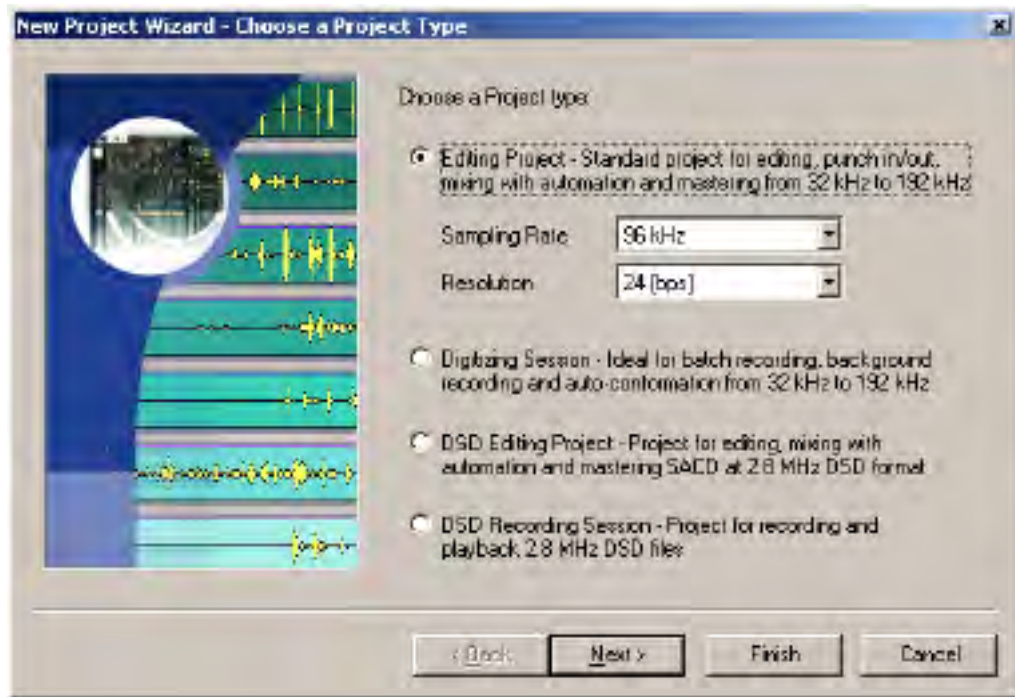 New Project Wizard - Choose a Project Type
Choose a Project type:
Editing Project - Standard project for editing, punch in/out,
mixing with automation and mastering from 32 kHz to 192 kHz
Sampling Rate
96 kHz
Resolution
24 [bps]
Digitizing Session - Ideal for batch recording, background
recording and auto-conformation from 32 kHz to 192 kHz
DSD Editing Project - Project for editing, mixing with
automation and mastering SACD at 2.8 MHz DSD format
DSD Recording Session - Project for recording and
playback 2.8 MHz DSD files
< Back
Next >
Finish
Cancel